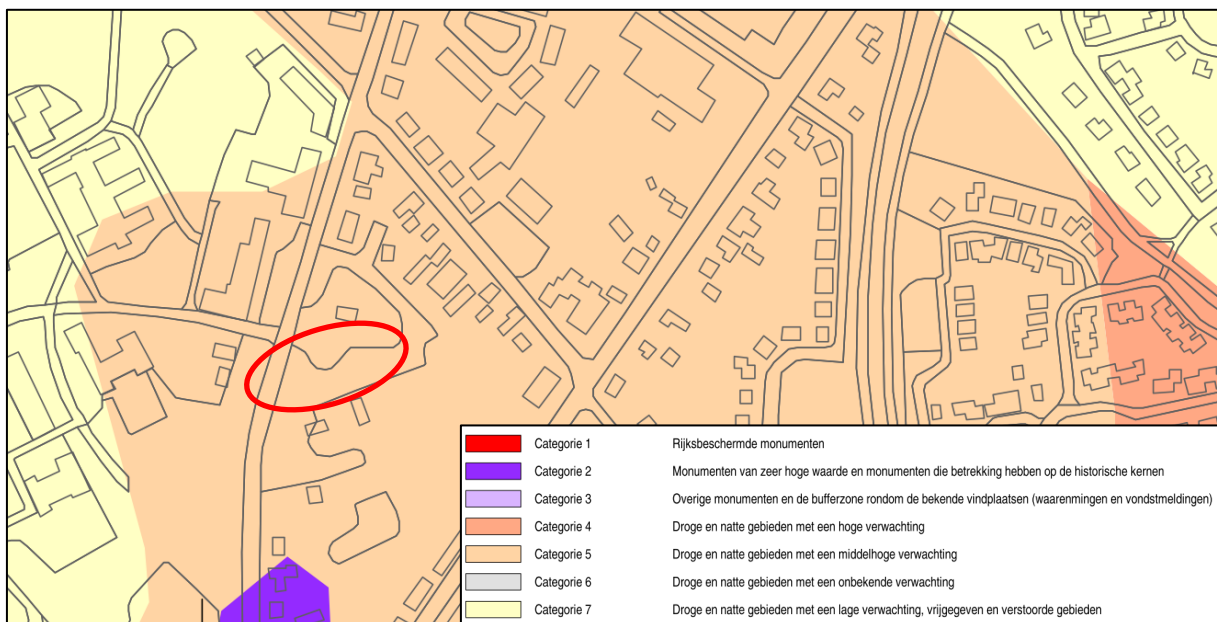 Categorie 1 Rijksbeschermde monumenten
Categorie 2 Monumenten van zeer hoge waarde en monumenten die betrekking hebben op de historische kernen
Categorie 3 Overige monumenten en de bufferzone rondom de bekende vindplaatsen (waarenmingen en vondstmeldingen)
Categorie 4 Droge en natte gebieden met een hoge verwachting
Categorie 5 Droge en natte gebieden met een middelhoge verwachting
Categorie 6 Droge en natte gebieden met een onbekende verwachting
Categorie 7 Droge en natte gebieden met een lage verwachting, vrijgegeven en verstoorde gebieden